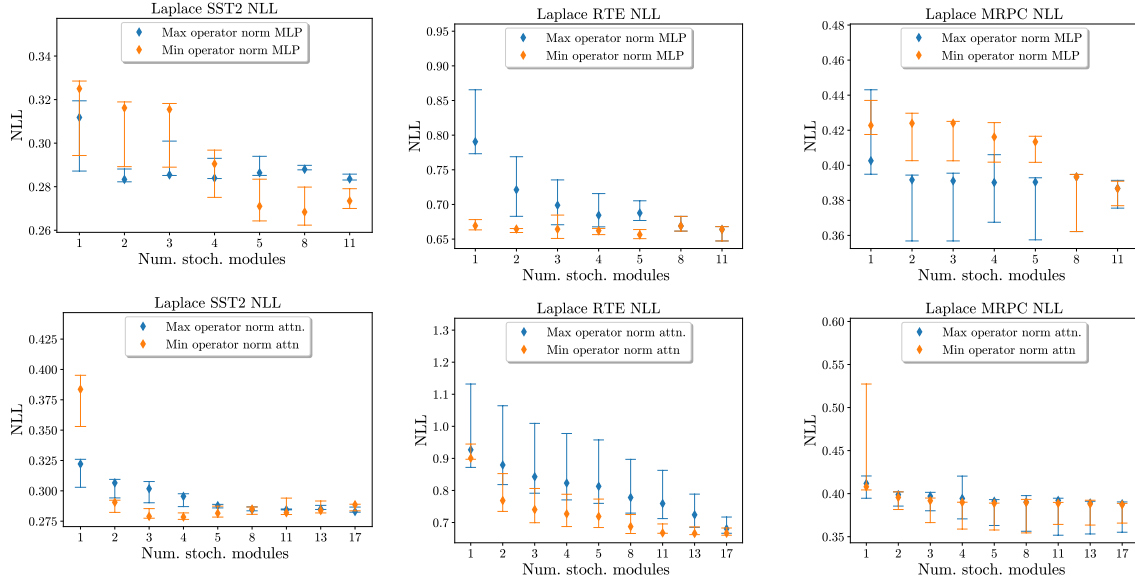 Laplace SST2 NLL
Max operator norm MLP
Min operator norm MLP
0.34
0.32
0.30
0.28
0.26
NLL
1 2 3 4 5 8 11
Num. stoch. modules
Laplace RTE NLL
Max operator norm MLP
Min operator norm MLP
0.95
0.90
0.85
0.80
0.75
0.70
0.65
NLL
1 2 3 4 5 8 11
Num. stoch. modules
Laplace MRPC NLL
Max operator norm MLP
Min operator norm MLP
0.48
0.46
0.44
0.42
0.40
0.38
0.36
NLL
1 2 3 4 5 8 11
Num. stoch. modules
Laplace SST2 NLL
Max operator norm attn.
Min operator norm attn
0.425
0.400
0.375
0.350
0.325
0.300
0.275
NLL
1 2 3 4 5 8 11 13 17
Num. stoch. modules
Laplace RTE NLL
Max operator norm attn.
Min operator norm attn
1.3
1.2
1.1
1.0
0.9
0.8
0.7
NLL
1 2 3 4 5 8 11 13 17
Num. stoch. modules
Laplace MRPC NLL
Max operator norm attn.
Min operator norm attn
0.60
0.55
0.50
0.45
0.40
0.35
NLL
1 2 3 4 5 8 11 13 17
Num. stoch. modules